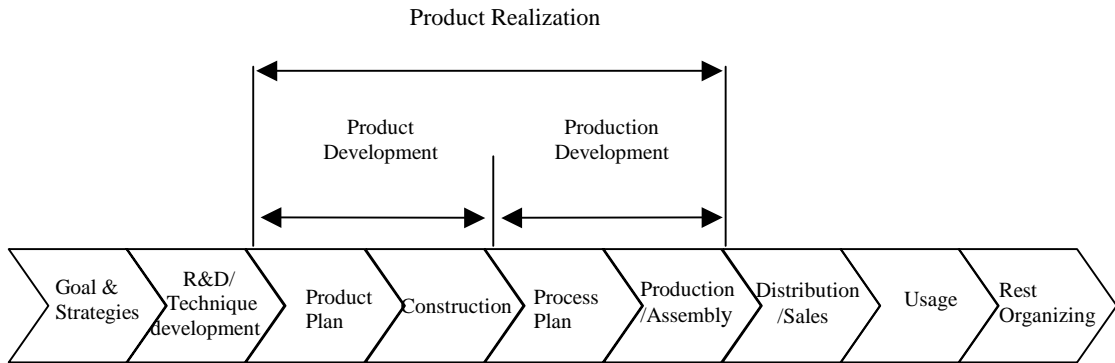 Product Realization
Product
Development
Production
Development
Goal &
Strategies
R&D/
Technique
development
Product
Plan
Construction
Process
Plan
Production
/Assembly
Distribution
/Sales
Usage
Rest
Organizing